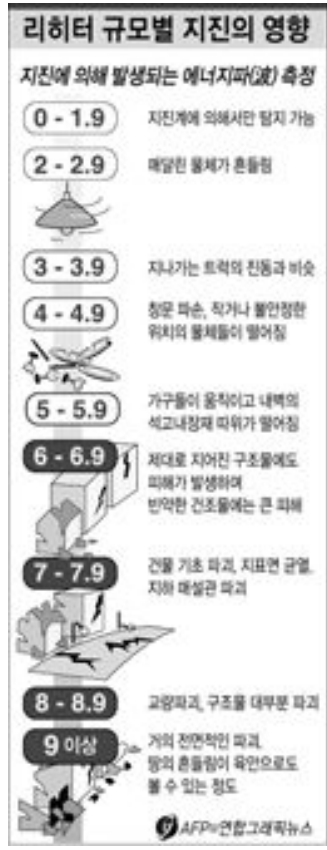 리히터 규모별 지진의 영향
지진에 의해 발생되는 에너지파(波) 측정
0 - 1.9
지진계에 의해서만 탐지 가능
2 - 2.9
매달린 물체가 흔들림
3 - 3.9
지나가는 트럭의 진동과 비슷
4 - 4.9
창문 파손, 작거나 불안정한
위치의 물체들이 떨어짐
5 - 5.9
가구들이 움직이고 내벽의
석고내장재 따위가 떨어짐
6 - 6.9
제대로 지어진 구조물에도
피해가 발생하며
빈약한 건조물에는 큰 피해
7 - 7.9
건물 기초 파괴, 지표면 균열,
지하 매설관 파괴
8 - 8.9
교량파괴, 구조물 대부분 파괴
9 이상
거의 전면적인 파괴.
땅의 흔들림이 육안으로도
볼 수 있는 정도
AFP=연합그래픽뉴스